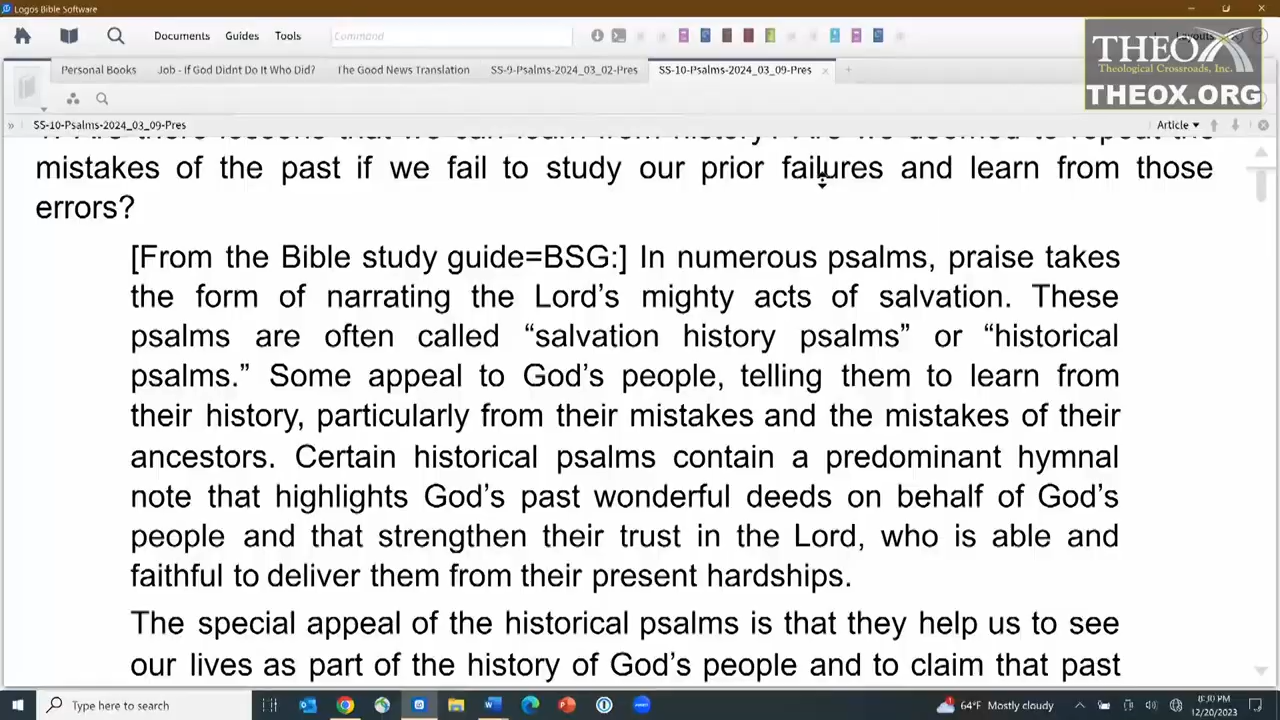 Logos Bible Software
Documents Guides Tools Command
THEOX
Theological Crossroads, Inc.
THEOX.ORG
Personal Books Job - If God Didnt Do It Who Did? The Good News Translation SS-09-Psalms-2024_03_02-Pres SS-10-Psalms-2024_03_09-Pres
SS-10-Psalms-2024_03_09-Pres Article
mistakes of the past if we fail to study our prior failures and learn from those
errors?
[From the Bible study guide=BSG:] In numerous psalms, praise takes
the form of narrating the Lord’s mighty acts of salvation. These
psalms are often called “salvation history psalms” or “historical
psalms.” Some appeal to God’s people, telling them to learn from
their history, particularly from their mistakes and the mistakes of their
ancestors. Certain historical psalms contain a predominant hymnal
note that highlights God’s past wonderful deeds on behalf of God’s
people and that strengthen their trust in the Lord, who is able and
faithful to deliver them from their present hardships.
The special appeal of the historical psalms is that they help us to see
our lives as part of the history of God’s people and to claim that past
Type here to search
64°F Mostly cloudy
12/20/2023